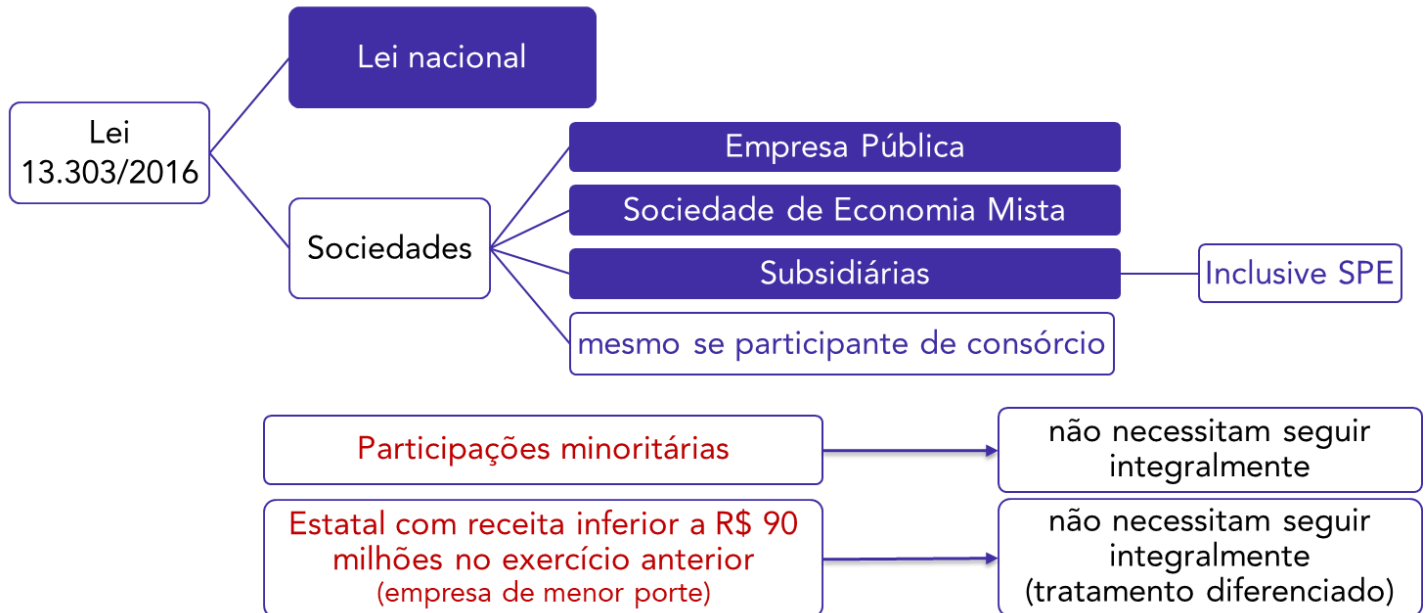 Lei nacional
Lei
13.303/2016
Sociedades
Empresa Pública
Sociedade de Economia Mista
Subsidiárias
Inclusive SPE
mesmo se participante de consórcio
Participações minoritárias
não necessitam seguir
integralmente
Estatal com receita inferior a R$ 90
milhões no exercício anterior
(empresa de menor porte)
não necessitam seguir
integralmente
(tratamento diferenciado)